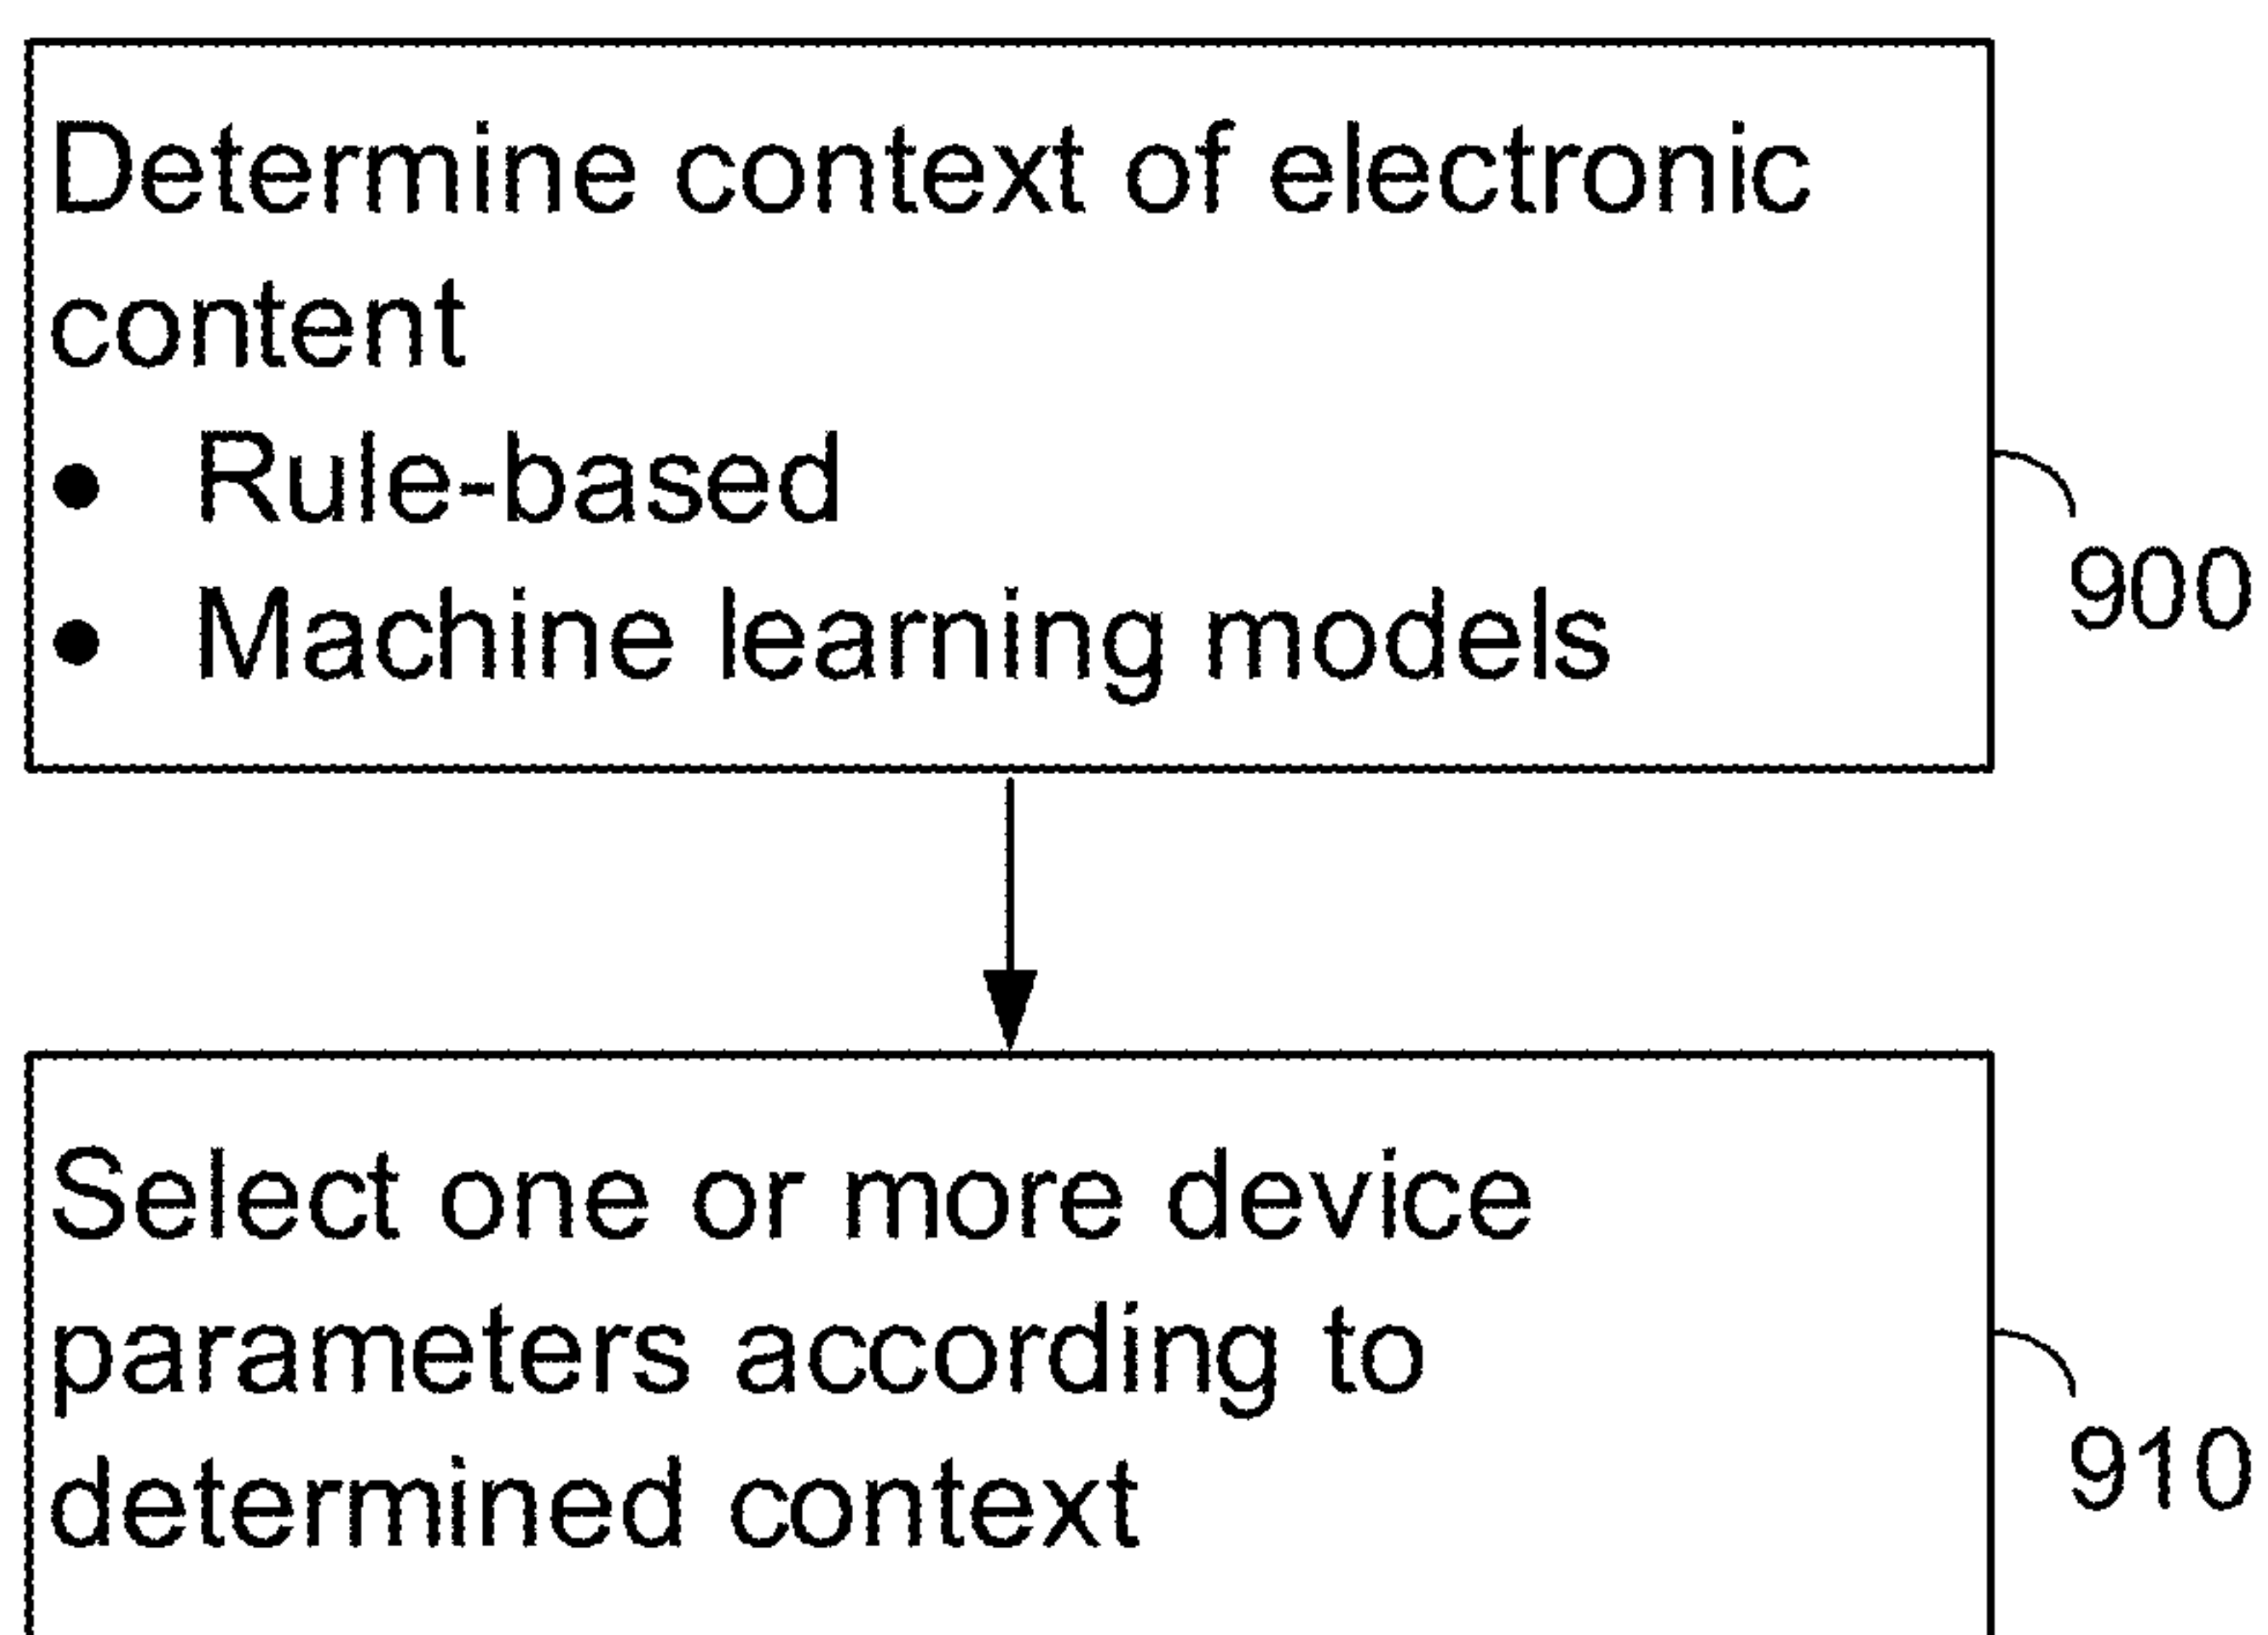 Determine context of electronic
content
• Rule-based
• Machine learning models
900
Select one or more device
parameters according to
determined context
910